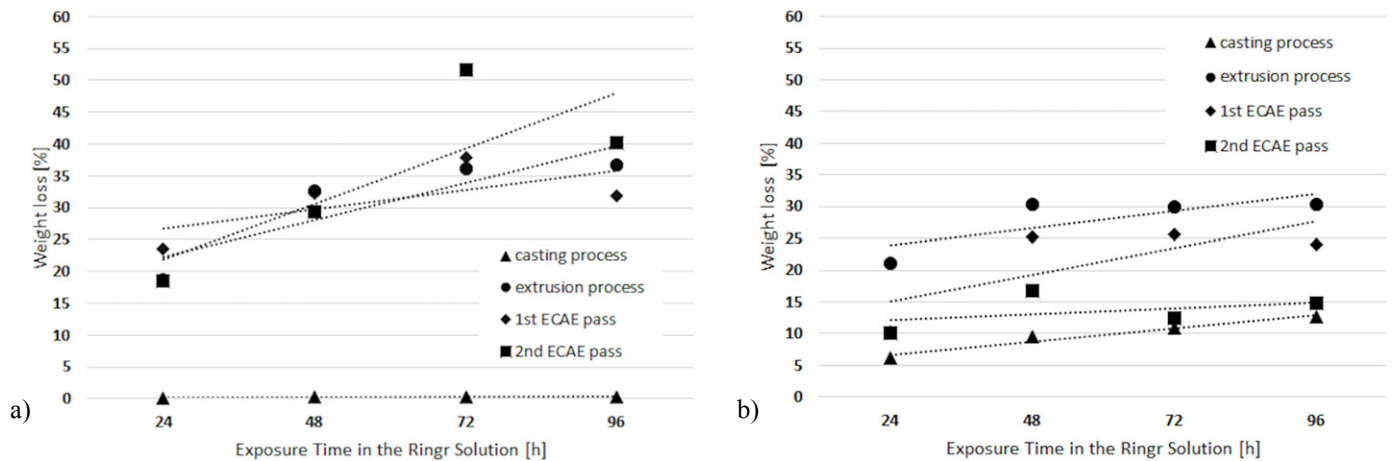 60
55
50
45
40
35
30
25
20
15
10
5
0
Weight loss [%]
casting process
extrusion process
1st ECAE pass
2nd ECAE pass
24 48 72 96
Exposure Time in the Ringr Solution [h]
a)
60
55
50
45
40
35
30
25
20
15
10
5
0
Weight loss [%]
casting process
extrusion process
1st ECAE pass
2nd ECAE pass
24 48 72 96
Exposure Time in the Ringr Solution [h]
b)